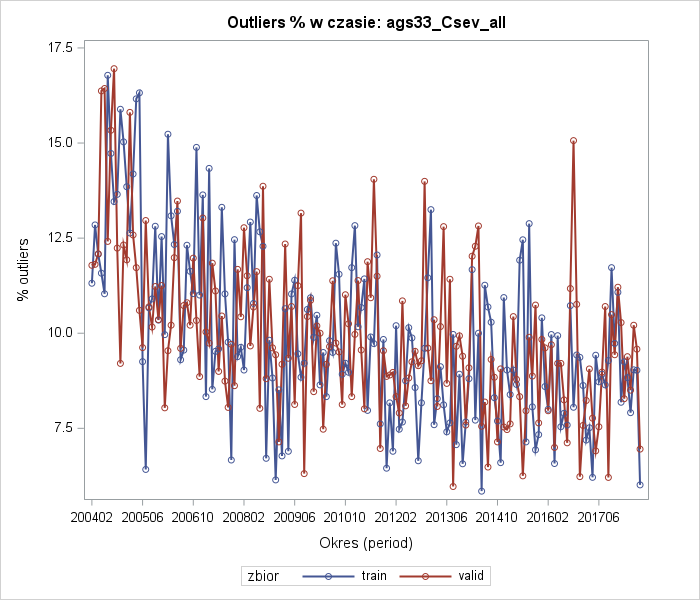 Outliers % w czasie: ags33_Csev_all
% outliers
17.5
15.0
12.5
10.0
7.5
200402 200506 200610 200802 200906 201010 201202 201306 201410 201602 201706
Okres (period)
zbior train valid